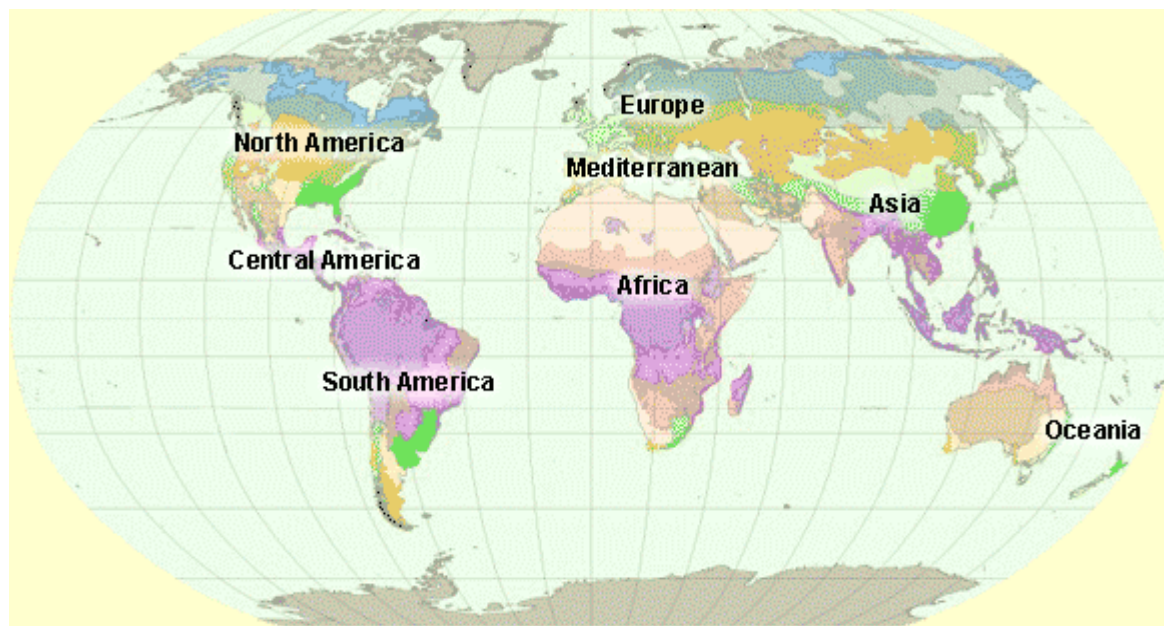 Europe
North America
Mediterranean
Asia
Central America
Africa
South America
Oceania